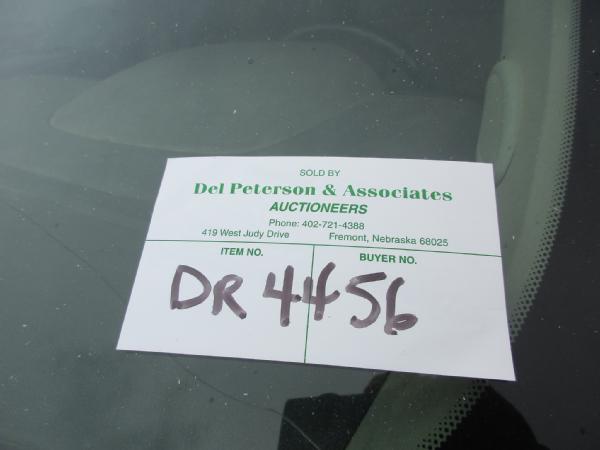 SOLD BY
Del Peterson & Associates
AUCTIONEERS
Phone: 402-721-4388
419 West Judy Drive Fremont, Nebraska 68025
ITEM NO. BUYER NO.
DR 4456